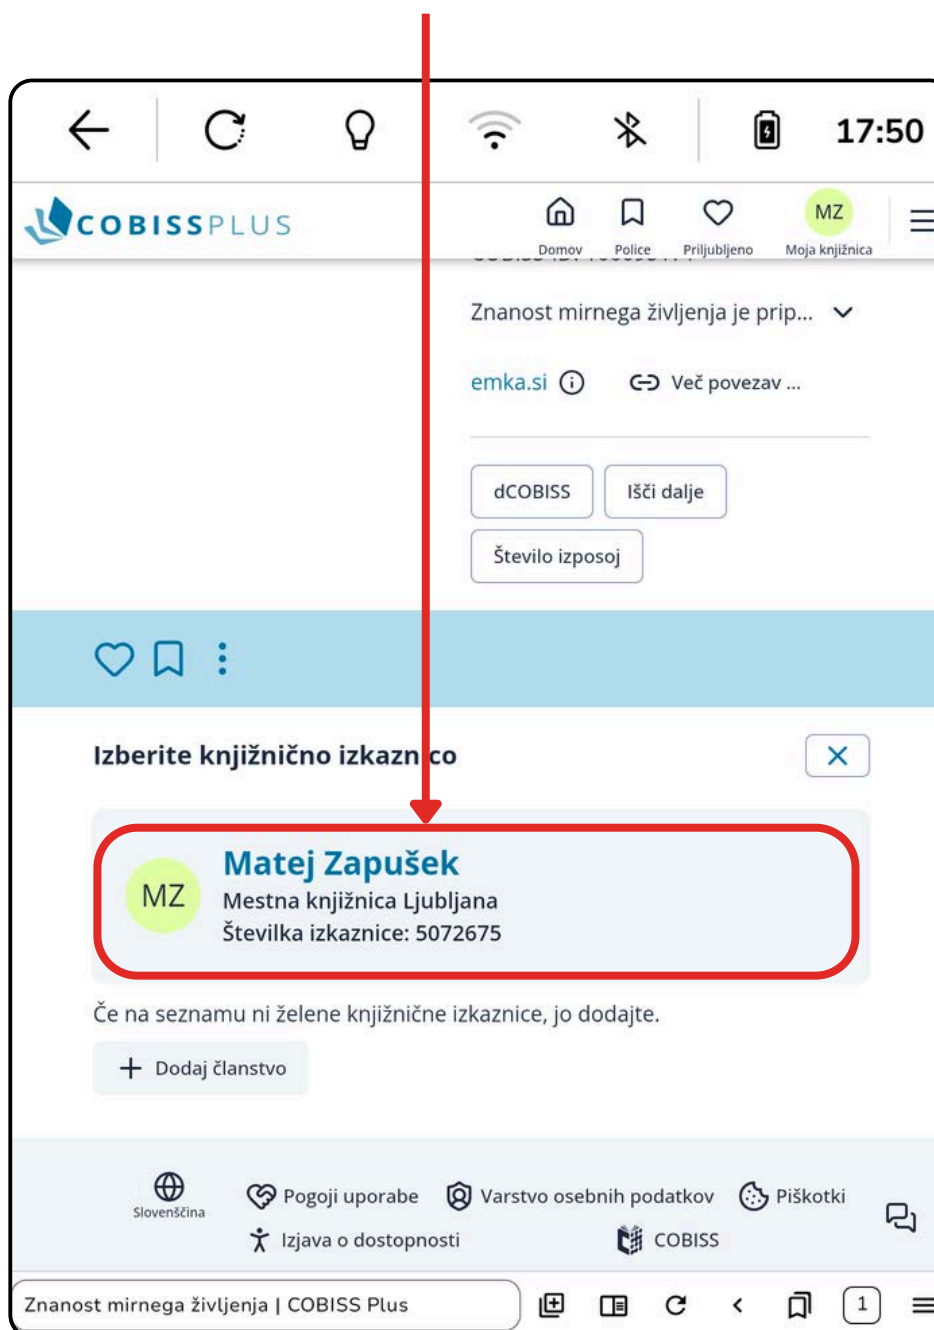 17:50
COBISSPLUS
Domov
Police
Priljubljeno
MZ
Moja knjižnica
Znanost mirnega življenja je prip...
emka.si
Več povezav ...
dCOBISS
Išči dalje
Število izposoj
Izberite knjižnično izkaznico
MZ
Matej Zapušek
Mestna knjižnica Ljubljana
Številka izkaznice: 5072675
Če na seznamu ni želene knjižnične izkaznice, jo dodajte.
+ Dodaj članstvo
Slovenščina
Pogoji uporabe
Varstvo osebnih podatkov
Piškotki
Izjava o dostopnosti
COBISS
Znanost mirnega življenja | COBISS Plus
1